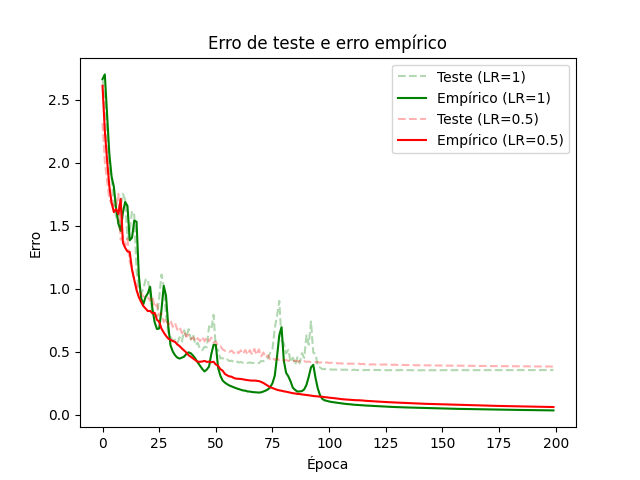 Erro de teste e erro empírico
Teste (LR=1)
Empírico (LR=1)
Teste (LR=0.5)
Empírico (LR=0.5)
Erro
2.5
2.0
1.5
1.0
0.5
0.0
0 25 50 75 100 125 150 175 200
Época